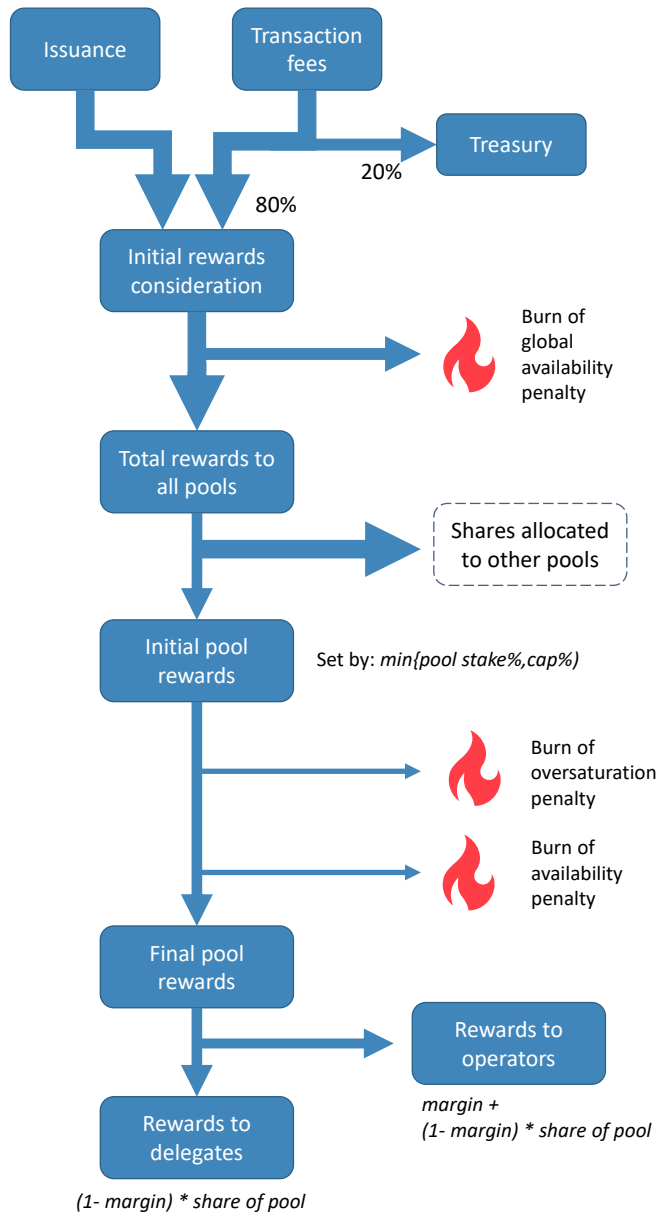 Issuance
Transaction
fees
Treasury
20%
80%
Initial rewards
consideration
Burn of
global
availability
penalty
Total rewards to
all pools
Shares allocated
to other pools
Initial pool
rewards
Set by: min{pool stake%,cap%)
Burn of
oversaturation
penalty
Burn of
availability
penalty
Final pool
rewards
Rewards to
operators
margin +
(1- margin) * share of pool
Rewards to
delegates
(1- margin) * share of pool